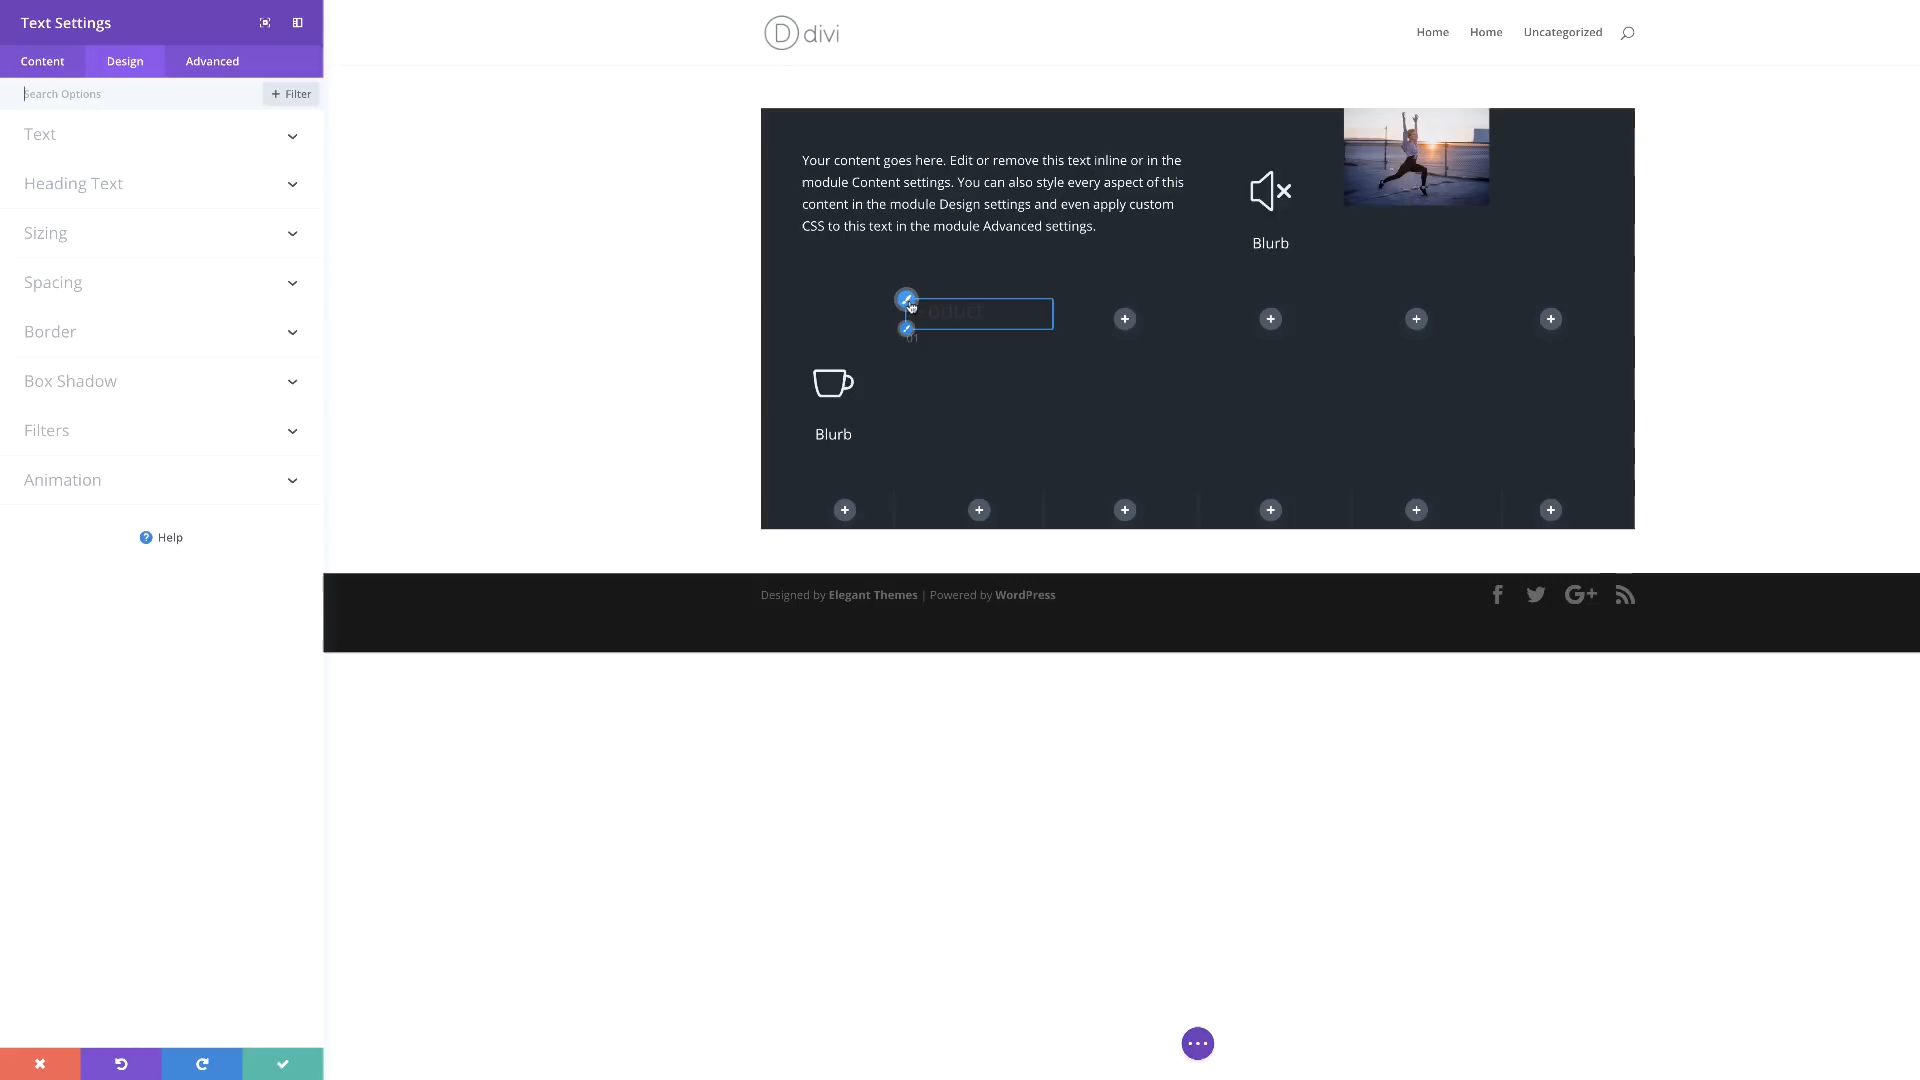 Text Settings
Content
Design
Advanced
Search Options
+ Filter
Text
Heading Text
Sizing
Spacing
Border
Box Shadow
Filters
Animation
? Help
D divi
Home
Home
Uncategorized
Your content goes here. Edit or remove this text inline or in the
module Content settings. You can also style every aspect of this
content in the module Design settings and even apply custom
CSS to this text in the module Advanced settings.
Blurb
01
Blurb
Designed by Elegant Themes | Powered by WordPress